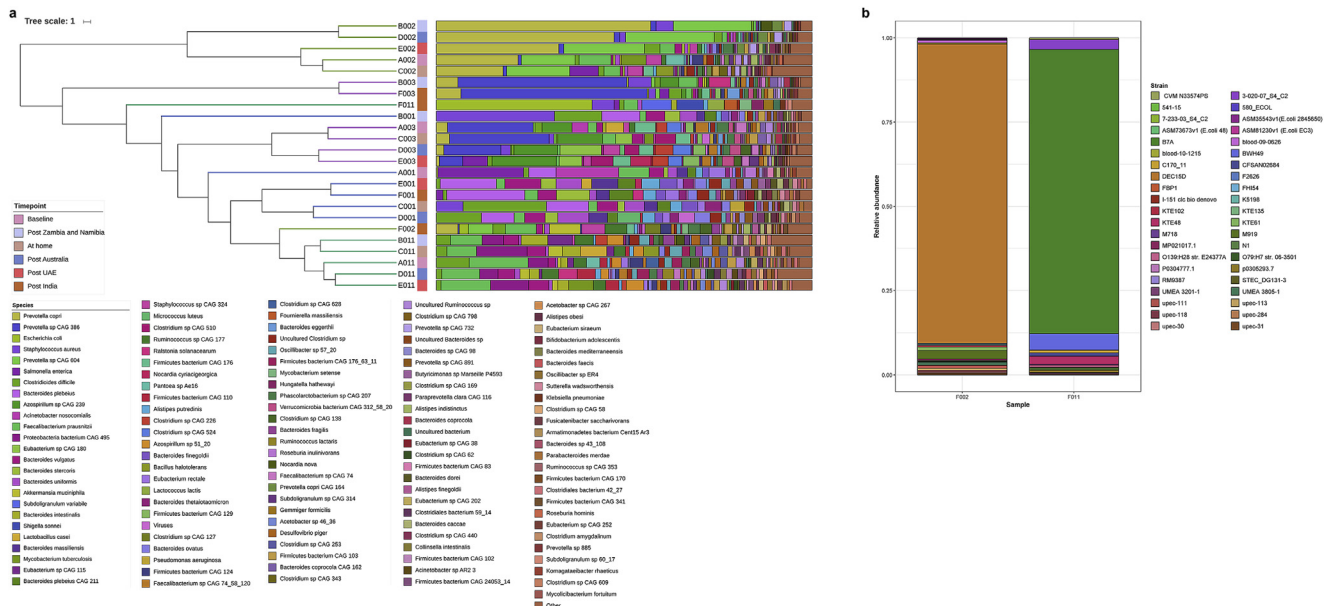 a
b
Tree scale: 1
B002
D002
E002
A002
C002
B003
F003
F011
B001
A003
C003
D003
E003
A001
E001
F001
C001
D001
F002
B011
C011
A011
D011
E011
Timepoint
Baseline
Post Zambia and Namibia
At home
Post Australia
Post UAE
Post India
Species
Prevotella copri
Prevotella sp CAG 386
Escherichia coli
Staphylococcus aureus
Prevotella sp CAG 604
Salmonella enterica
Clostridioides difficile
Bacteroides plebeius
Azospirillum sp CAG 239
Acinetobacter nosocomialis
Faecalibacterium prausnitzii
Proteobacteria bacterium CAG 495
Eubacterium sp CAG 180
Bacteroides vulgatus
Bacteroides stercoris
Bacteroides uniformis
Akkermansia muciniphila
Subdoligranulum variabile
Bacteroides intestinalis
Shigella sonnei
Lactobacillus casei
Bacteroides massiliensis
Mycobacterium tuberculosis
Eubacterium sp CAG 115
Bacteroides plebeius CAG 211
Staphylococcus sp CAG 324
Micrococcus luteus
Clostridium sp CAG 510
Ruminococcus sp CAG 177
Ralstonia solanacearum
Firmicutes bacterium CAG 176
Nocardia cyriacigeorgica
Pantoea sp Ae16
Firmicutes bacterium CAG 110
Alistipes putredinis
Clostridium sp CAG 226
Clostridium sp CAG 524
Azospirillum sp 51_20
Bacteroides finegoldii
Bacillus halotolerans
Eubacterium rectale
Lactococcus lactis
Bacteroides thetaiotaomicron
Firmicutes bacterium CAG 129
Viruses
Clostridium sp CAG 127
Bacteroides ovatus
Pseudomonas aeruginosa
Firmicutes bacterium CAG 124
Faecalibacterium sp CAG 74_58_120
Clostridium sp CAG 628
Fournierella massiliensis
Bacteroides eggerthii
Uncultured Clostridium sp
Oscillibacter sp 57_20
Firmicutes bacterium CAG 176_63_11
Mycobacterium setense
Hungatella hathewayi
Phascolarctobacterium sp CAG 207
Verrucomicrobia bacterium CAG 312_58_20
Clostridium sp CAG 138
Bacteroides fragilis
Ruminococcus lactaris
Roseburia inulinivorans
Nocardia nova
Faecalibacterium sp CAG 74
Prevotella copri CAG 164
Subdoligranulum sp CAG 314
Gemmiger formicilis
Acetobacter sp 46_36
Desulfovibrio piger
Clostridium sp CAG 253
Firmicutes bacterium CAG 103
Bacteroides coprocola CAG 162
Clostridium sp CAG 343
Uncultured Ruminococcus sp
Clostridium sp CAG 798
Prevotella sp CAG 732
Uncultured Bacteroides sp
Bacteroides sp CAG 98
Prevotella sp CAG 891
Butyricimonas sp Marseille P4593
Clostridium sp CAG 169
Paraprevotella clara CAG 116
Alistipes indistinctus
Bacteroides coprocola
Uncultured bacterium
Eubacterium sp CAG 38
Clostridium sp CAG 62
Firmicutes bacterium CAG 83
Bacteroides dorei
Alistipes finegoldii
Eubacterium sp CAG 202
Clostridiales bacterium 59_14
Bacteroides caccae
Clostridium sp CAG 440
Collinsella intestinalis
Firmicutes bacterium CAG 102
Acinetobacter sp AR2 3
Firmicutes bacterium CAG 24053_14
Acetobacter sp CAG 267
Alistipes obesi
Eubacterium siraeum
Bifidobacterium adolescentis
Bacteroides mediterraneensis
Bacteroides faecis
Oscillibacter sp ER4
Sutterella wadsworthensis
Klebsiella pneumoniae
Clostridium sp CAG 58
Fusicatenibacter saccharivorans
Armatimonadetes bacterium Cent15 Ar3
Bacteroides sp 43_108
Parabacteroides merdae
Ruminococcus sp CAG 353
Firmicutes bacterium CAG 170
Clostridiales bacterium 42_27
Firmicutes bacterium CAG 341
Roseburia hominis
Eubacterium sp CAG 252
Clostridium amygdalinum
Prevotella sp 885
Subdoligranulum sp 60_17
Komagataeibacter rhaeticus
Clostridium sp CAG 609
Mycolicibacterium fortuitum
Other
Relative abundance
1.00
0.75
0.50
0.25
0.00
F002
F011
Sample
Strain
CVM N33574PS
541-15
7-233-03_S4_C2
ASM73673v1 (E.coli 48)
B7A
blood-10-1215
C170_11
DEC15D
FBP1
I-151 clc bio denovo
KTE102
KTE48
M718
MP021017.1
O139:H28 str. E24377A
P0304777.1
RM9387
UMEA 3201-1
upec-111
upec-118
upec-30
3-020-07_S4_C2
580_ECOL
ASM35543v1(E.coli 2845650)
ASM81230v1(E.coli EC3)
blood-09-0626
BWH49
CFSAN02684
F2626
FHI54
K5198
KTE135
KTE61
M919
N1
O79:H7 str. 06-3501
p0305293.7
STEC_DG131-3
UMEA 3805-1
upec-113
upec-284
upec-31